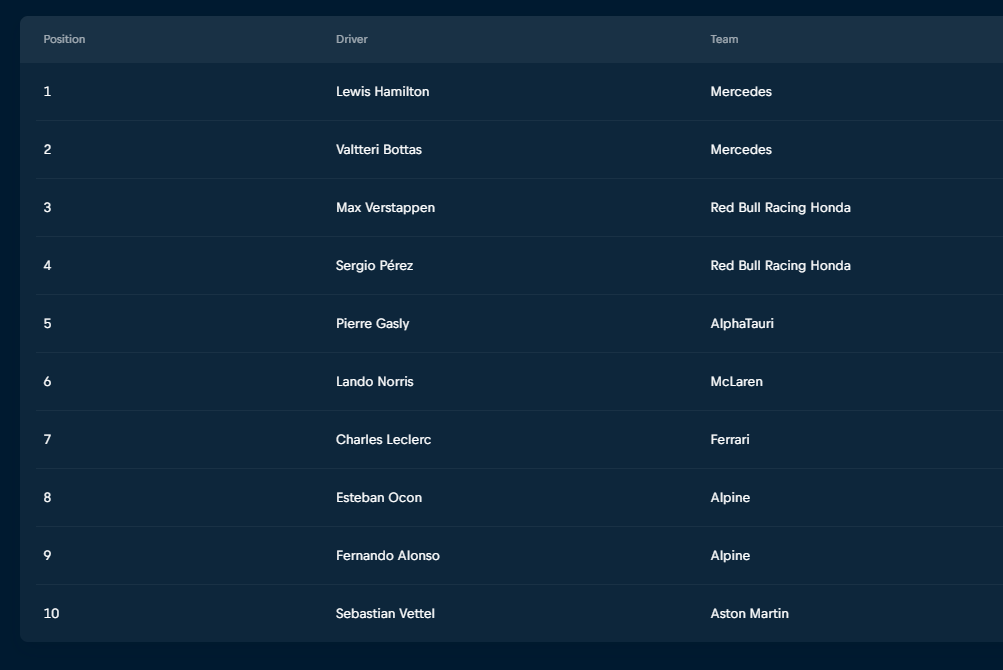 Position Driver Team
1 Lewis Hamilton Mercedes
2 Valtteri Bottas Mercedes
3 Max Verstappen Red Bull Racing Honda
4 Sergio Pérez Red Bull Racing Honda
5 Pierre Gasly AlphaTauri
6 Lando Norris McLaren
7 Charles Leclerc Ferrari
8 Esteban Ocon Alpine
9 Fernando Alonso Alpine
10 Sebastian Vettel Aston Martin